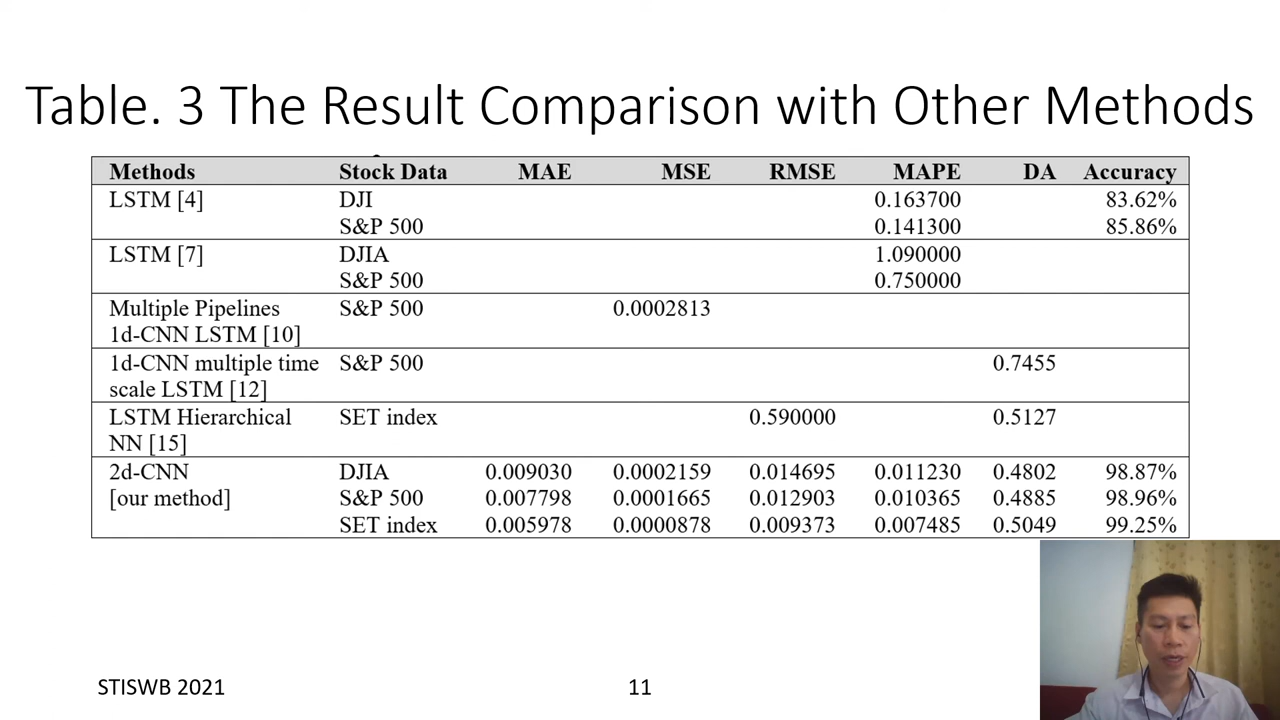 Table. 3 The Result Comparison with Other Methods
Methods Stock Data MAE MSE RMSE MAPE DA Accuracy
LSTM [4] DJI 0.163700 83.62%
S&P 500 0.141300 85.86%
LSTM [7] DJIA 1.090000
S&P 500 0.750000
Multiple Pipelines S&P 500 0.0002813
1d-CNN LSTM [10]
1d-CNN multiple time S&P 500 0.7455
scale LSTM [12]
LSTM Hierarchical SET index 0.590000 0.5127
NN [15]
2d-CNN DJIA 0.009030 0.0002159 0.014695 0.011230 0.4802 98.87%
[our method] S&P 500 0.007798 0.0001665 0.012903 0.010365 0.4885 98.96%
SET index 0.005978 0.0000878 0.009373 0.007485 0.5049 99.25%
STISWB 2021 11